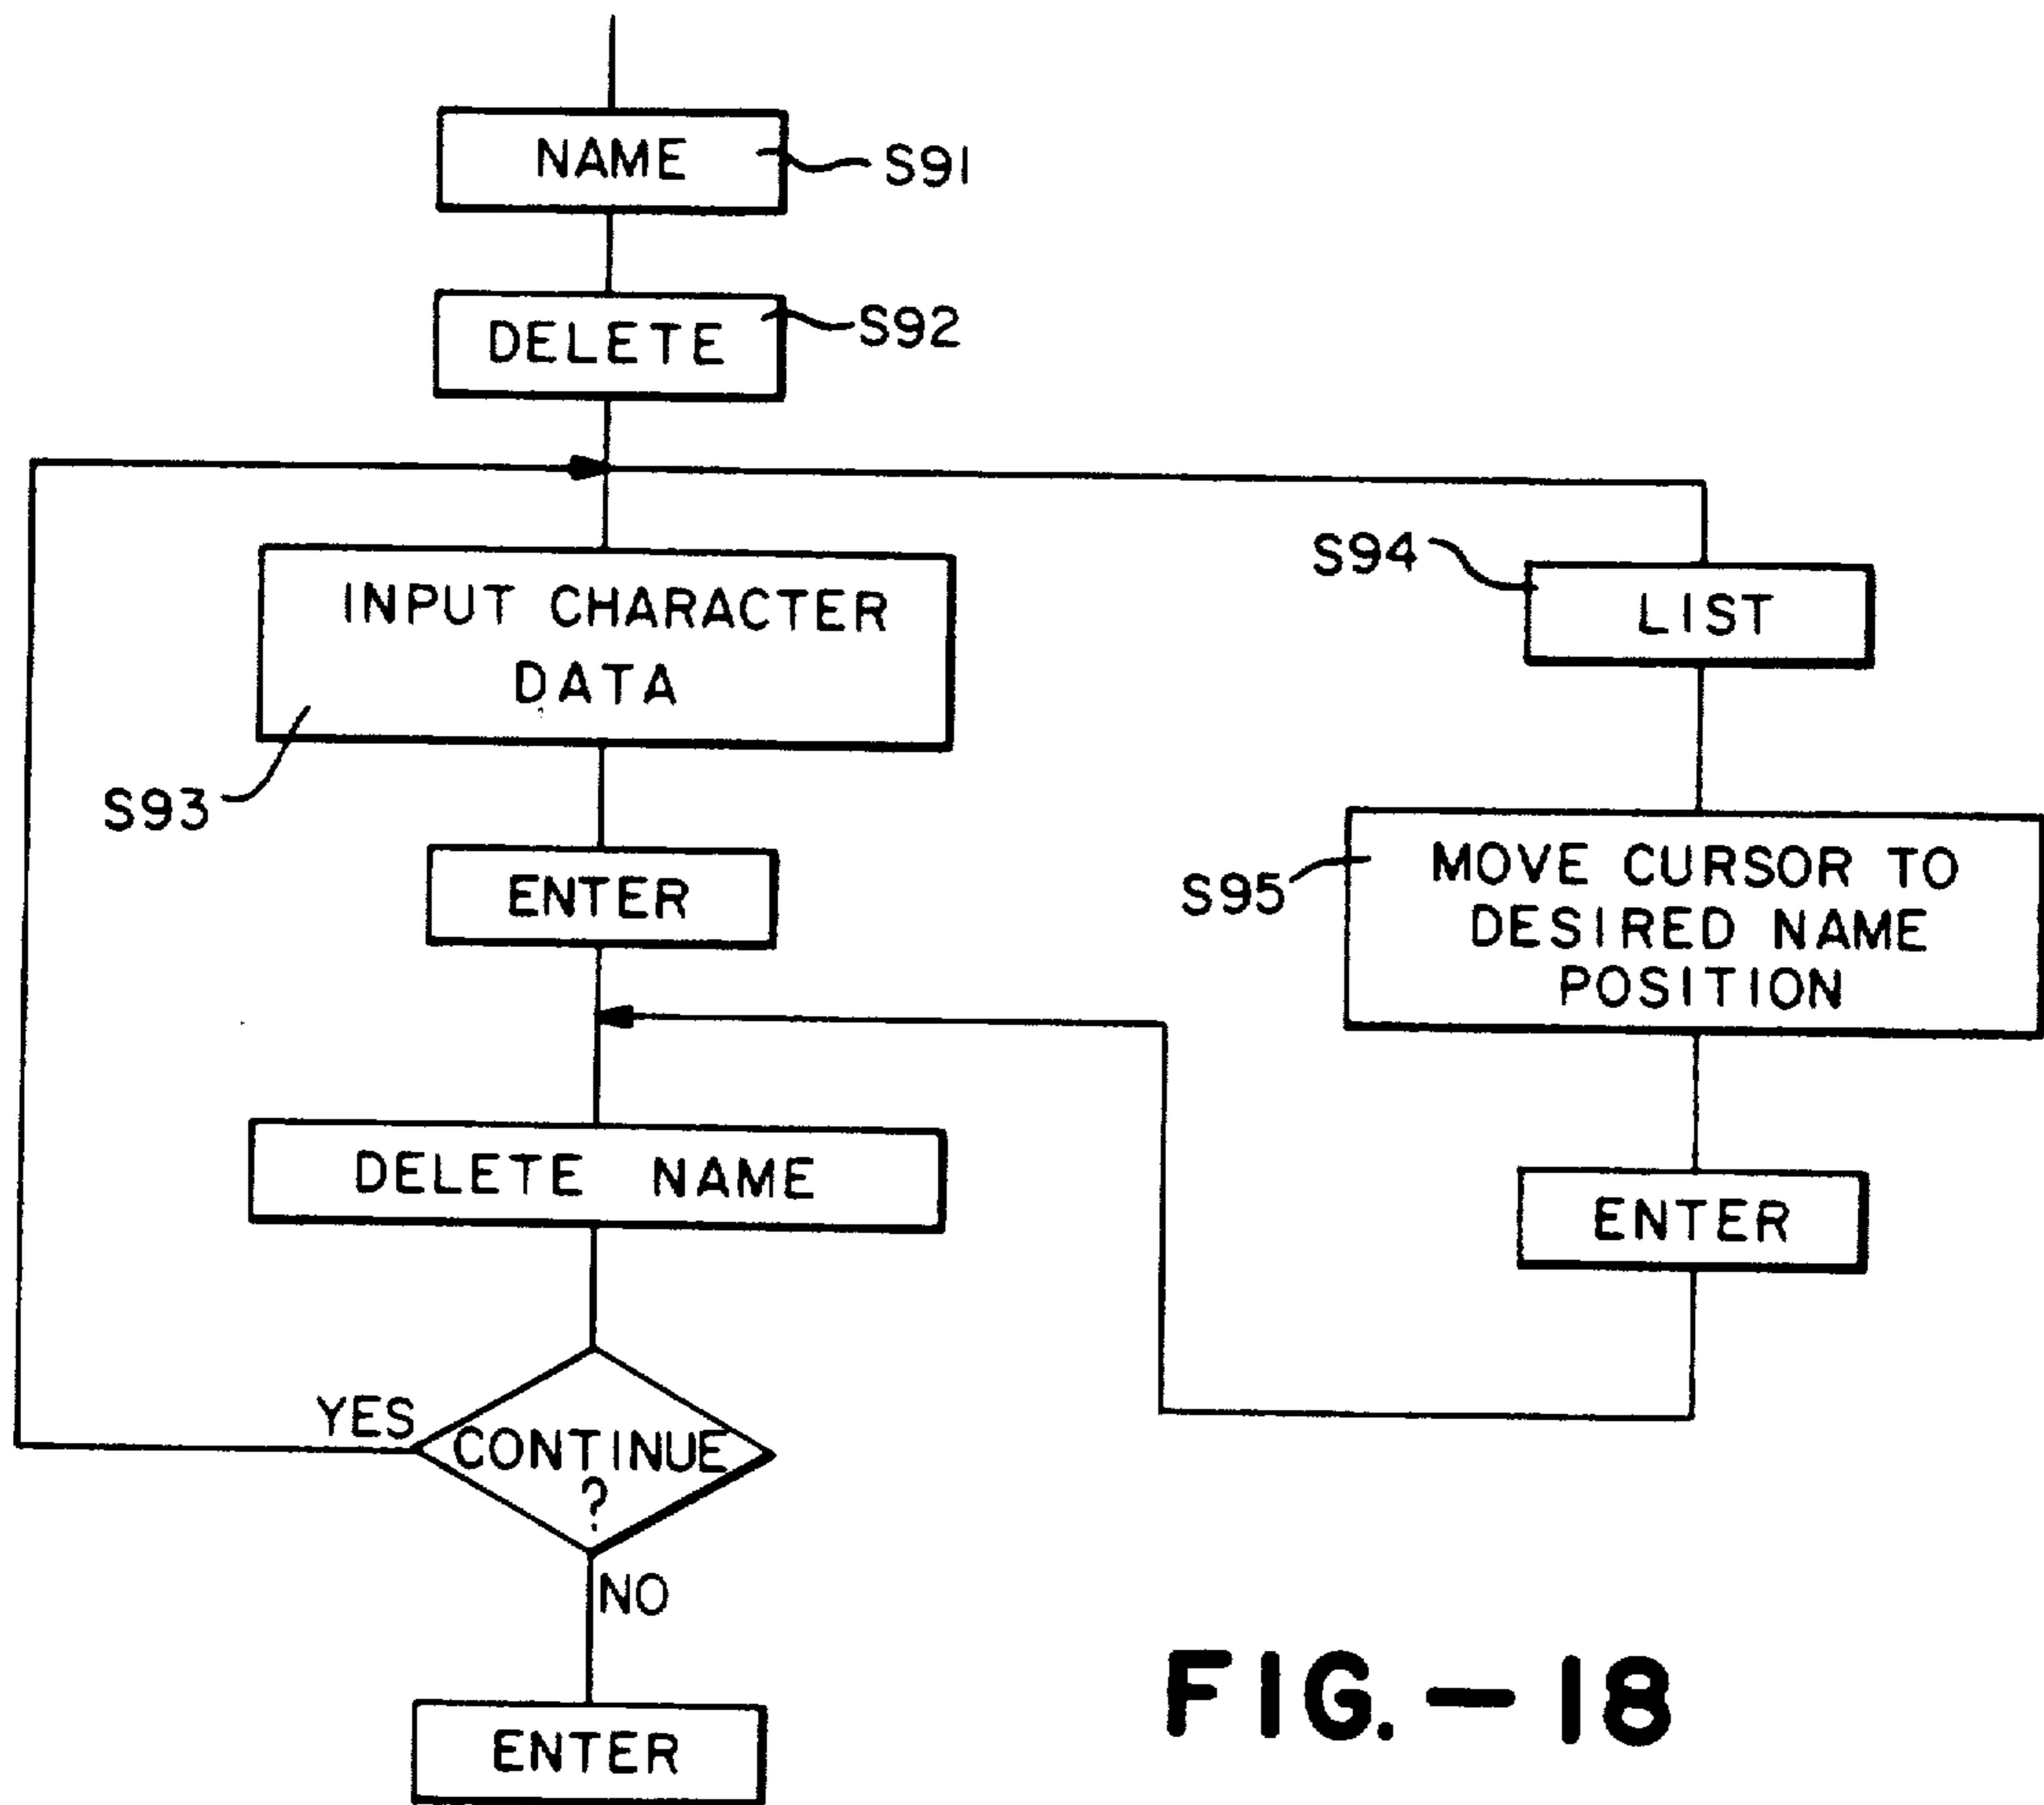 NAME
S91
DELETE
S92
INPUT CHARACTER
DATA
S93
ENTER
DELETE NAME
YES
CONTINUE
?
NO
ENTER
S94
LIST
S95
MOVE CURSOR TO
DESIRED NAME
POSITION
ENTER
FIG.-18